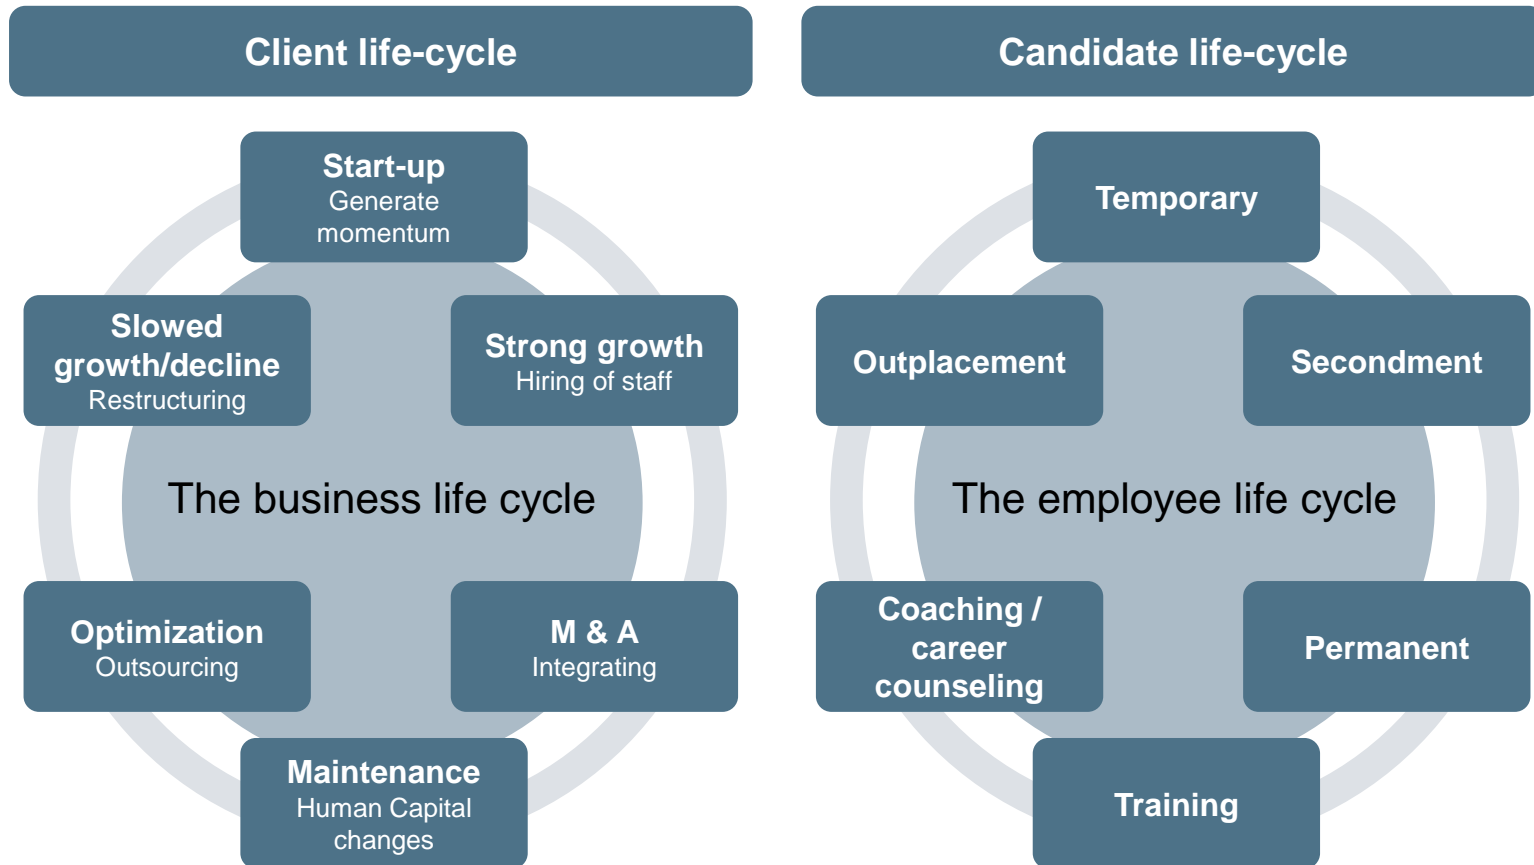 Client life-cycle
Start-up
Generate
momentum
Slowed
growth/decline
Restructuring
Strong growth
Hiring of staff
The business life cycle
Optimization
Outsourcing
M & A
Integrating
Maintenance
Human Capital
changes
Candidate life-cycle
Temporary
Outplacement
Secondment
The employee life cycle
Coaching /
career
counseling
Permanent
Training